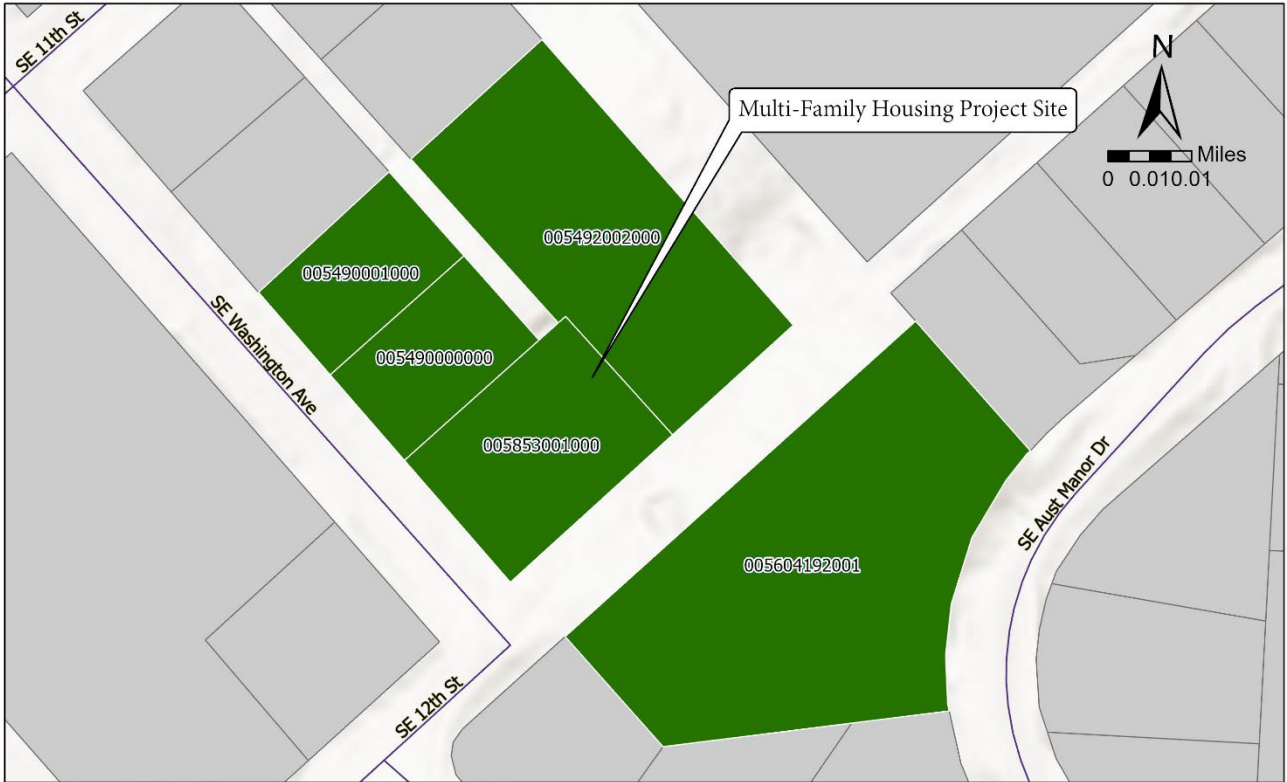 SE 11th St
N
Multi-Family Housing Project Site
Miles
0 0.010.01
005492002000
005490001000
005490000000
SE Washington Ave
005853001000
SE Aust Manor Dr
005604192001
SE 12th St